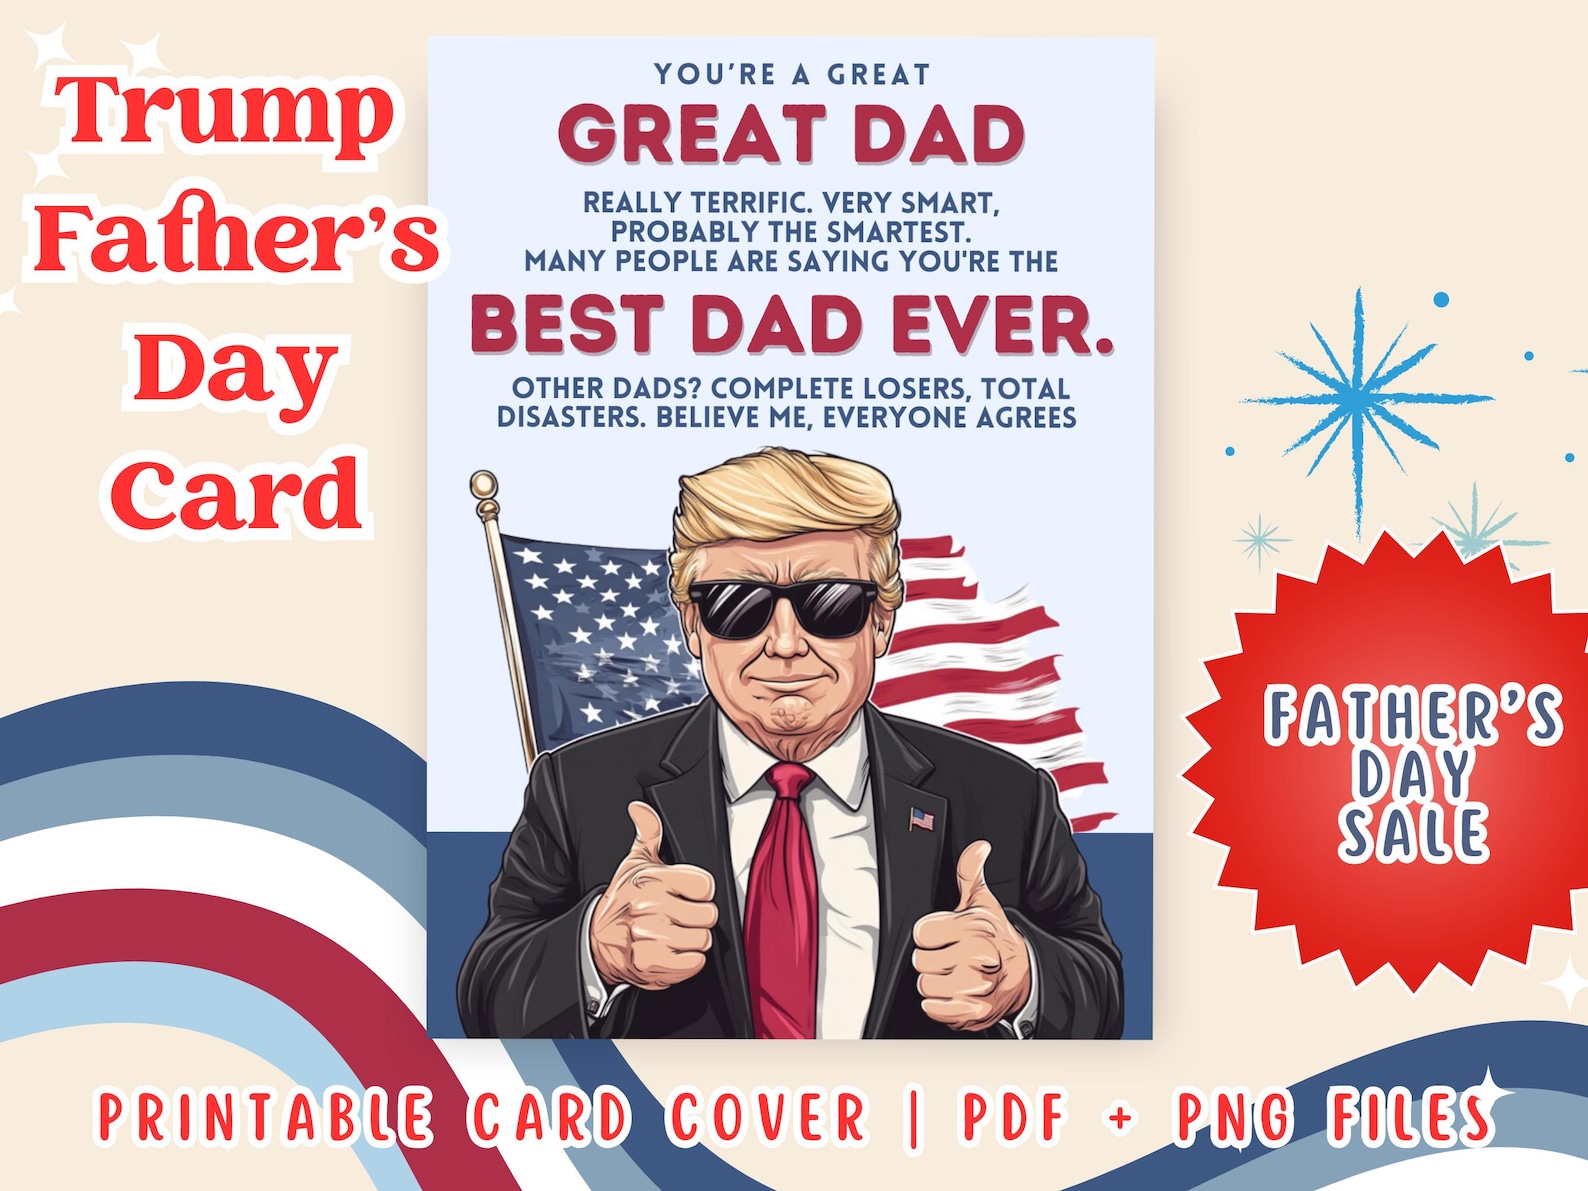 Trump
Father's
Day
Card
YOU'RE A GREAT
GREAT DAD
REALLY TERRIFIC. VERY SMART,
PROBABLY THE SMARTEST.
MANY PEOPLE ARE SAYING YOU'RE THE
BEST DAD EVER.
OTHER DADS? COMPLETE LOSERS, TOTAL
DISASTERS. BELIEVE ME, EVERYONE AGREES
FATHER'S
DAY
SALE
PRINTABLE CARD COVER | PDF + PNG FILES